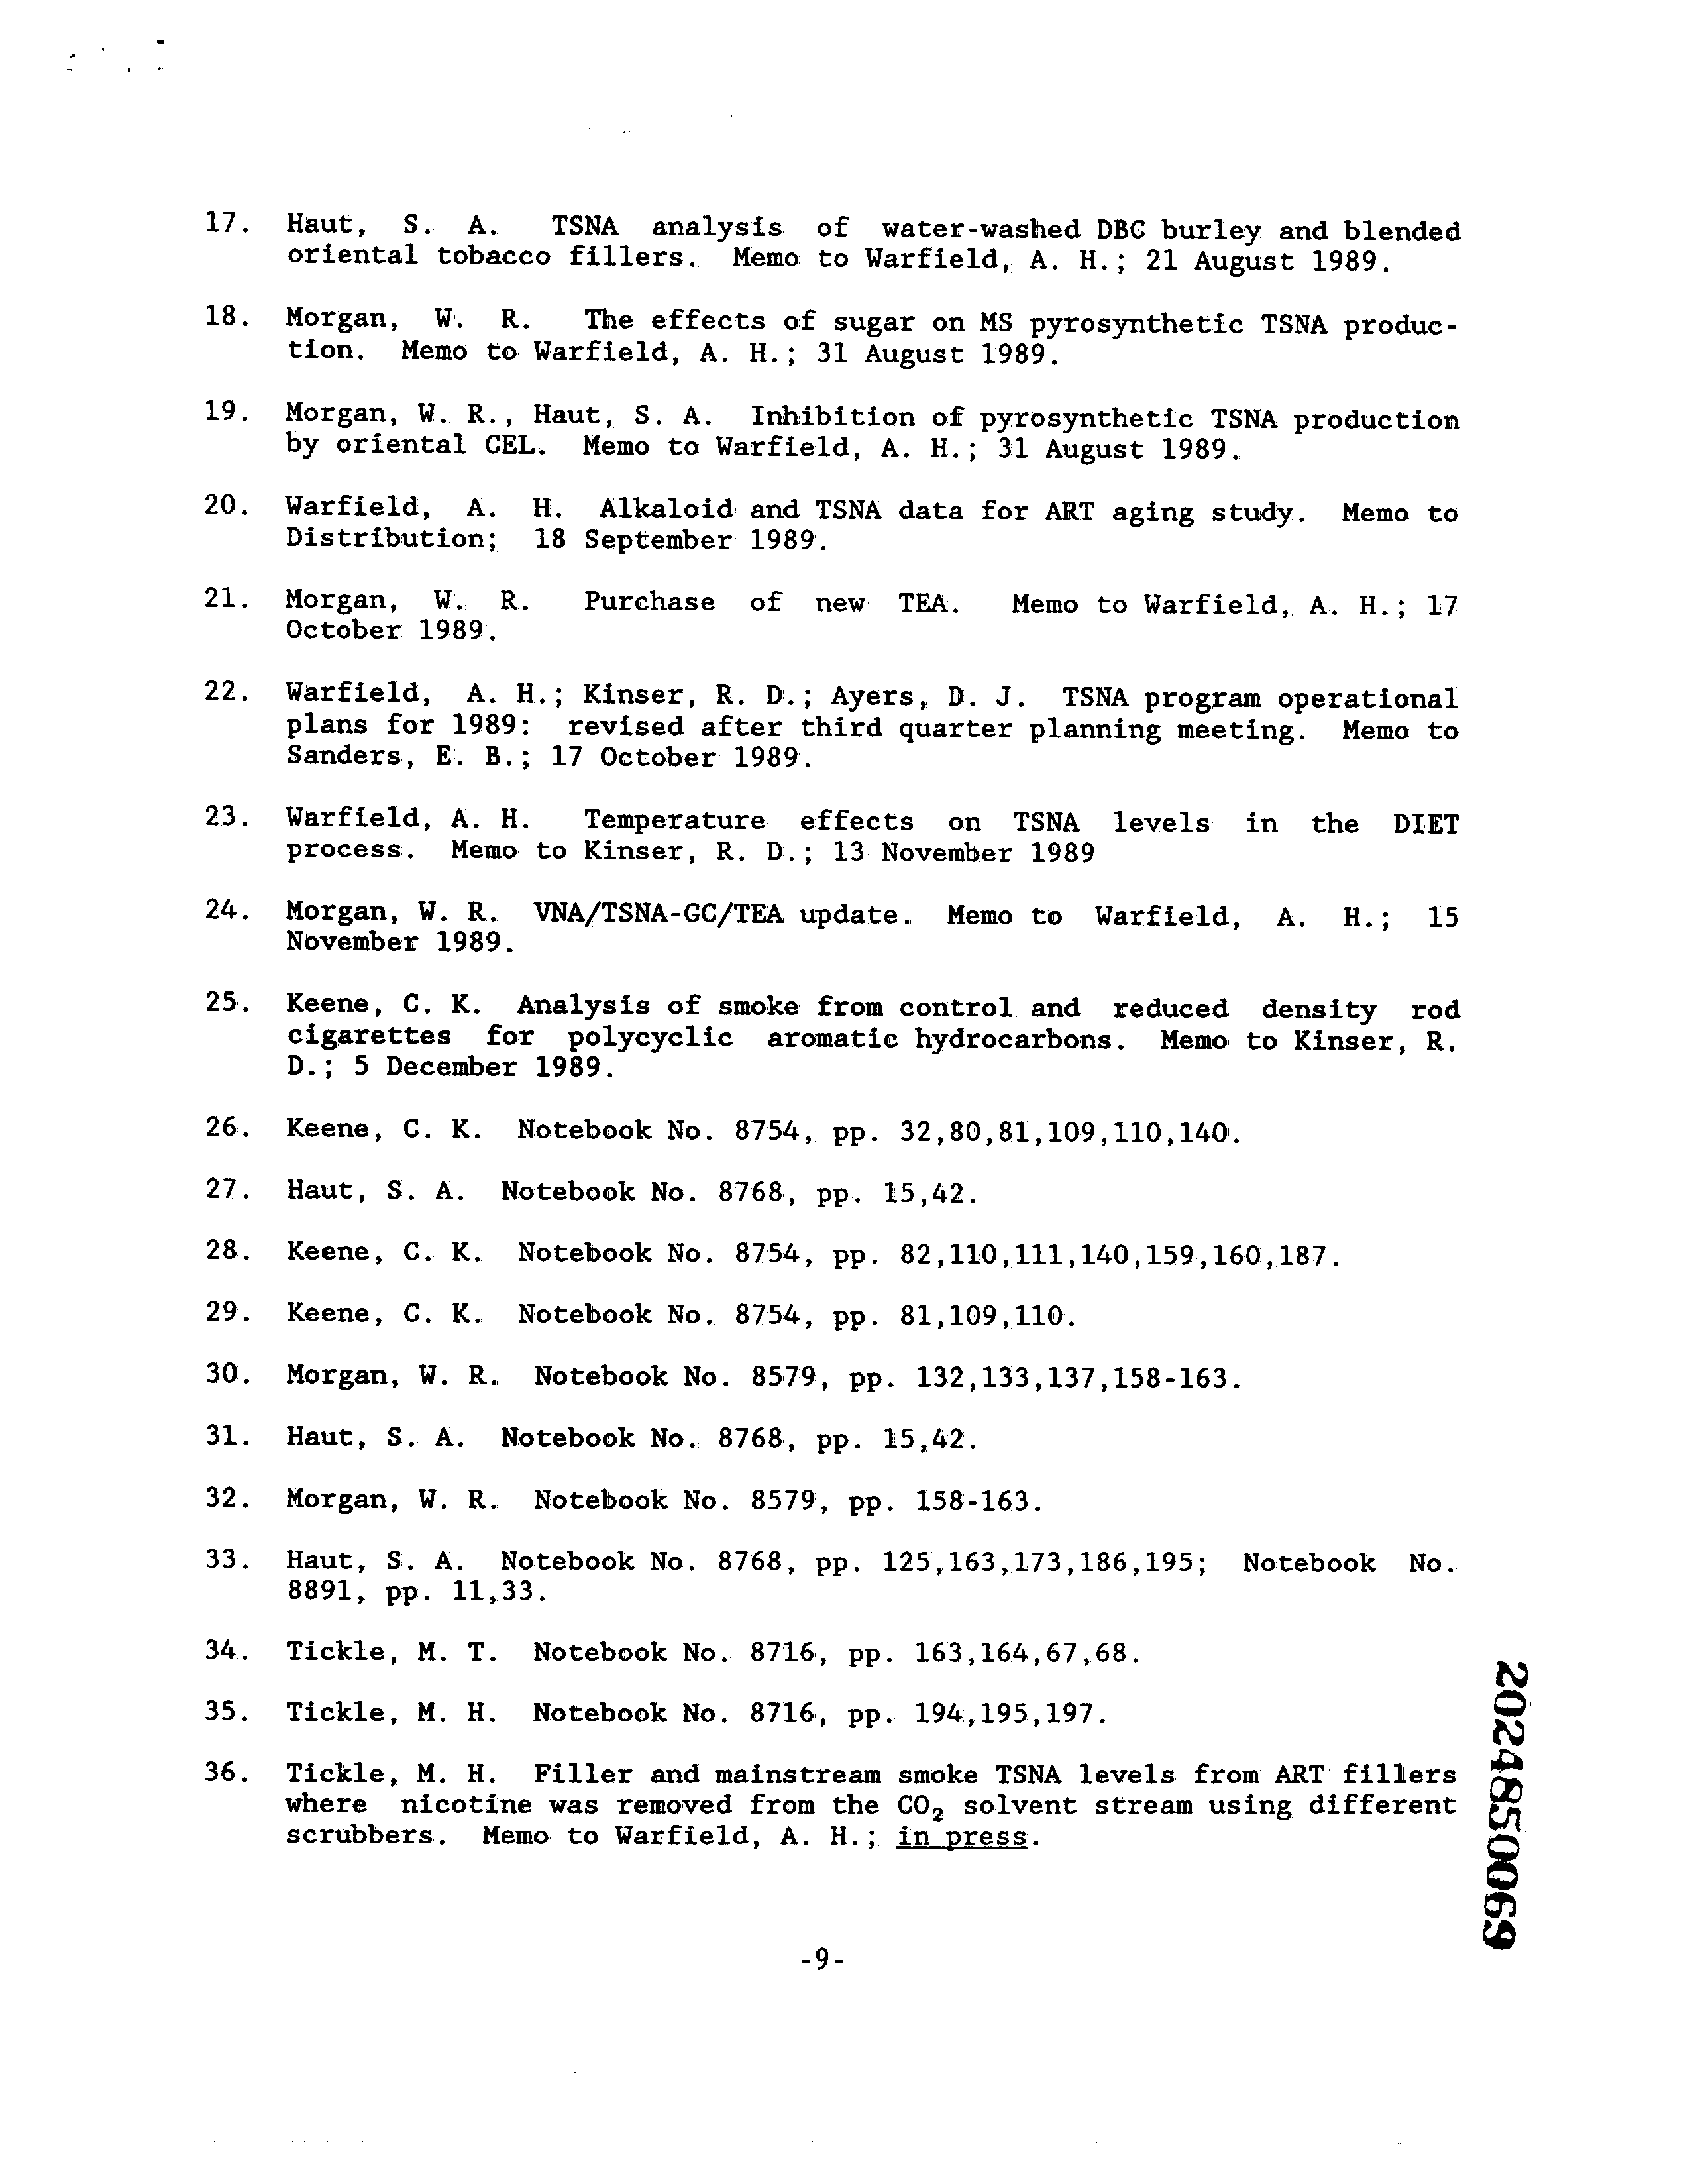 17. Haut, S. A. TSNA analysis of water-washed DBC burley and blended
oriental tobacco fillers. Memo to Warfield, A. H.; 21 August 1989.
18. Morgan, W. R. The effects of sugar on MS pyrosynthetic TSNA produc-
tion. Memo to Warfield, A. H.; 31 August 1989.
19. Morgan, W. R., Haut, S. A. Inhibition of pyrosynthetic TSNA production
by oriental CEL. Memo to Warfield, A. H.; 31 August 1989.
20. Warfield, A. H. Alkaloid and TSNA data for ART aging study. Memo to
Distribution; 18 September 1989.
21. Morgan, W. R. Purchase of new TEA. Memo to Warfield, A. H.; 17
October 1989.
22. Warfield, A. H.; Kinser, R. D.; Ayers, D. J. TSNA program operational
plans for 1989: revised after third quarter planning meeting. Memo to
Sanders, E. B.; 17 October 1989.
23. Warfield, A. H. Temperature effects on TSNA levels in the DIET
process. Memo to Kinser, R. D.; 13 November 1989
24. Morgan, W. R. VNA/TSNA-GC/TEA update. Memo to Warfield, A. H.; 15
November 1989.
25. Keene, C. K. Analysis of smoke from control and reduced density rod
cigarettes for polycyclic aromatic hydrocarbons. Memo to Kinser, R.
D.; 5 December 1989.
26. Keene, C. K. Notebook No. 8754, pp. 32,80,81,109,110,140.
27. Haut, S. A. Notebook No. 8768, pp. 15,42.
28. Keene, C. K. Notebook No. 8754, pp. 82,110,111,140,159,160,187.
29. Keene, C. K. Notebook No. 8754, pp. 81,109,110.
30. Morgan, W. R. Notebook No. 8579, pp. 132,133,137,158-163.
31. Haut, S. A. Notebook No. 8768, pp. 15,42.
32. Morgan, W. R. Notebook No. 8579, pp. 158-163.
33. Haut, S. A. Notebook No. 8768, pp. 125,163,173,186,195; Notebook No.
8891, pp. 11,33.
34. Tickle, M. T. Notebook No. 8716, pp. 163,164,67,68.
35. Tickle, M. H. Notebook No. 8716, pp. 194,195,197.
36. Tickle, M. H. Filler and mainstream smoke TSNA levels from ART fillers
where nicotine was removed from the CO₂ solvent stream using different
scrubbers. Memo to Warfield, A. H.; in press.
2024850069
-9-